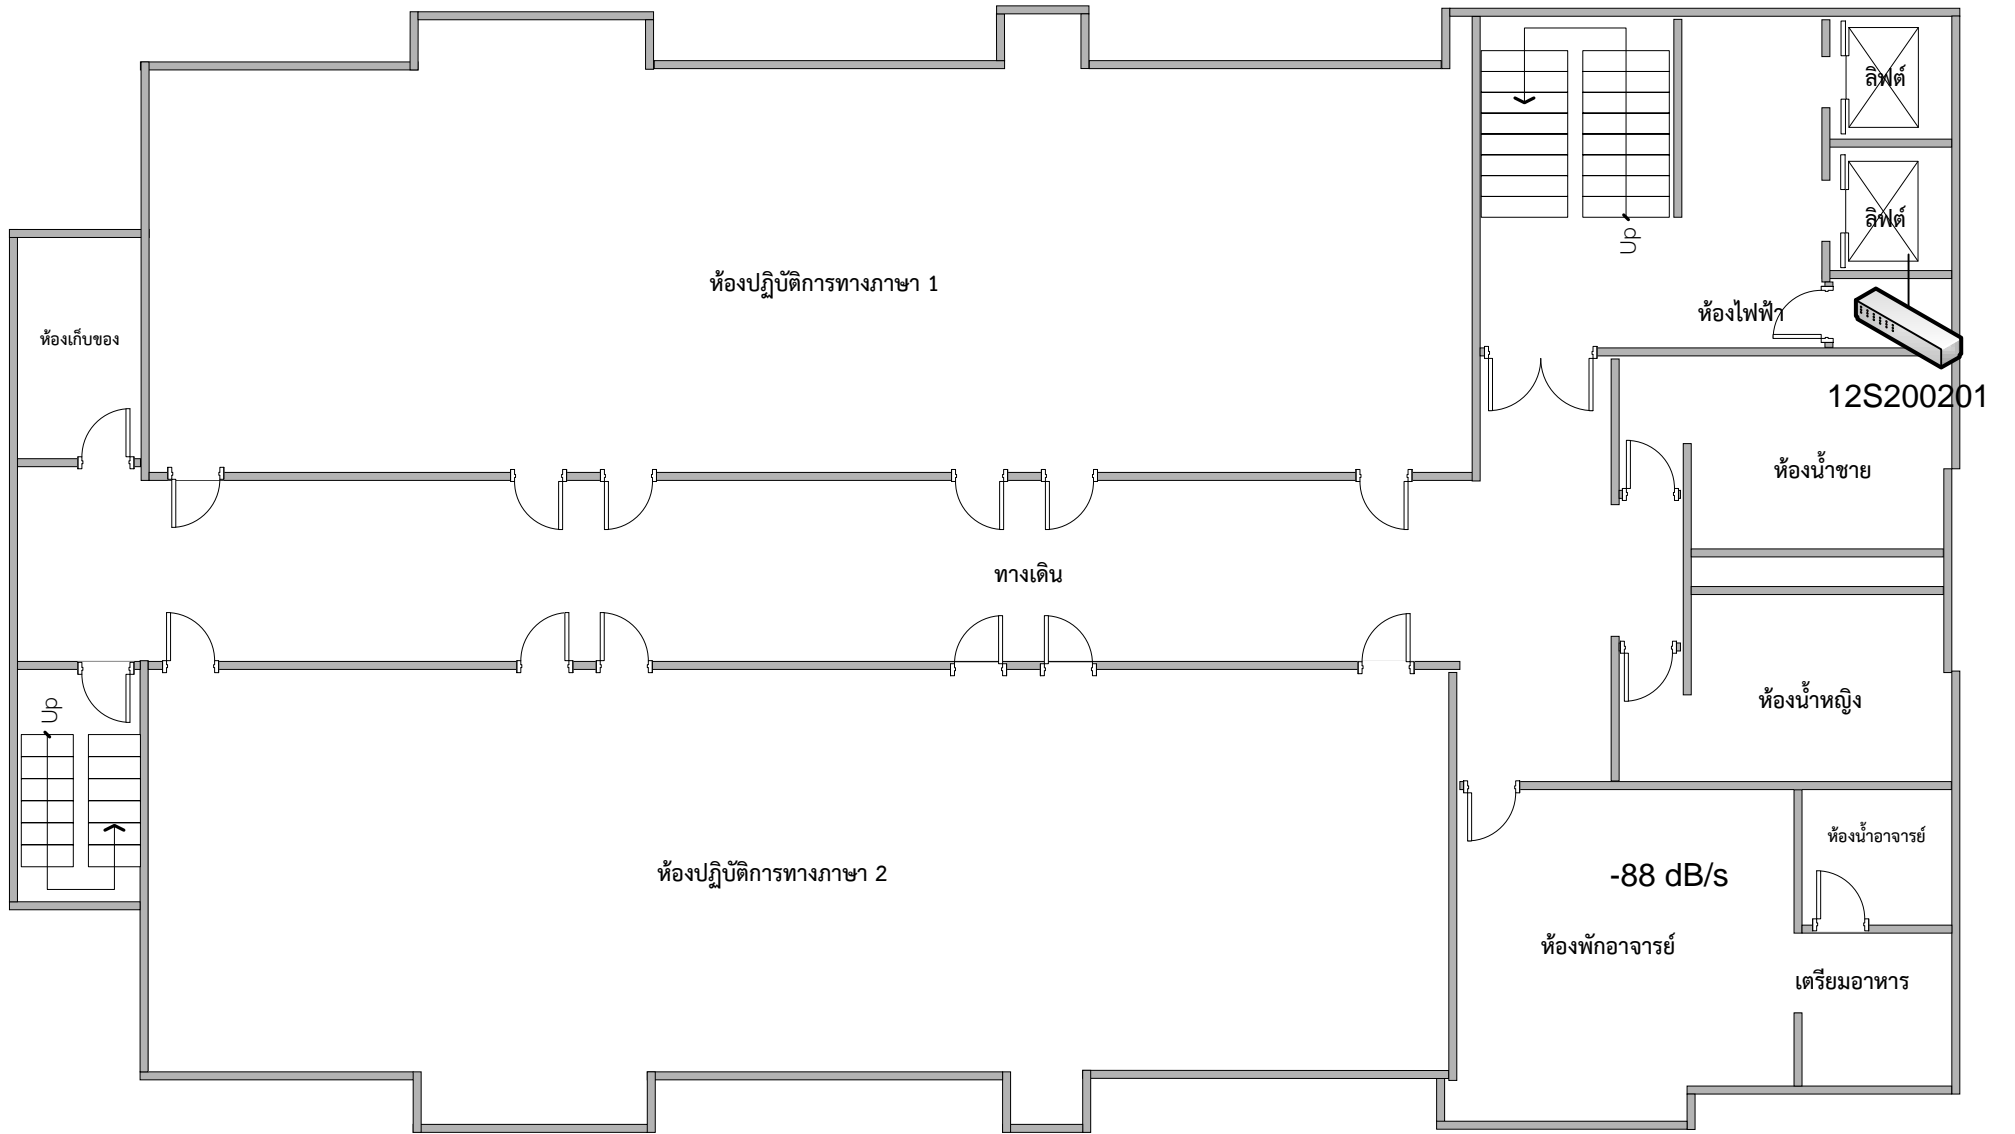 ลิฟต์
ลิฟต์
Up
ห้องปฏิบัติการทางภาษา 1
ห้องไฟฟ้า
ห้องเก็บของ
12S200201
ห้องน้ำชาย
ทางเดิน
ห้องน้ำหญิง
Up
ห้องน้ำอาจารย์
ห้องปฏิบัติการทางภาษา 2
-88 dB/s
ห้องพักอาจารย์
เตรียมอาหาร